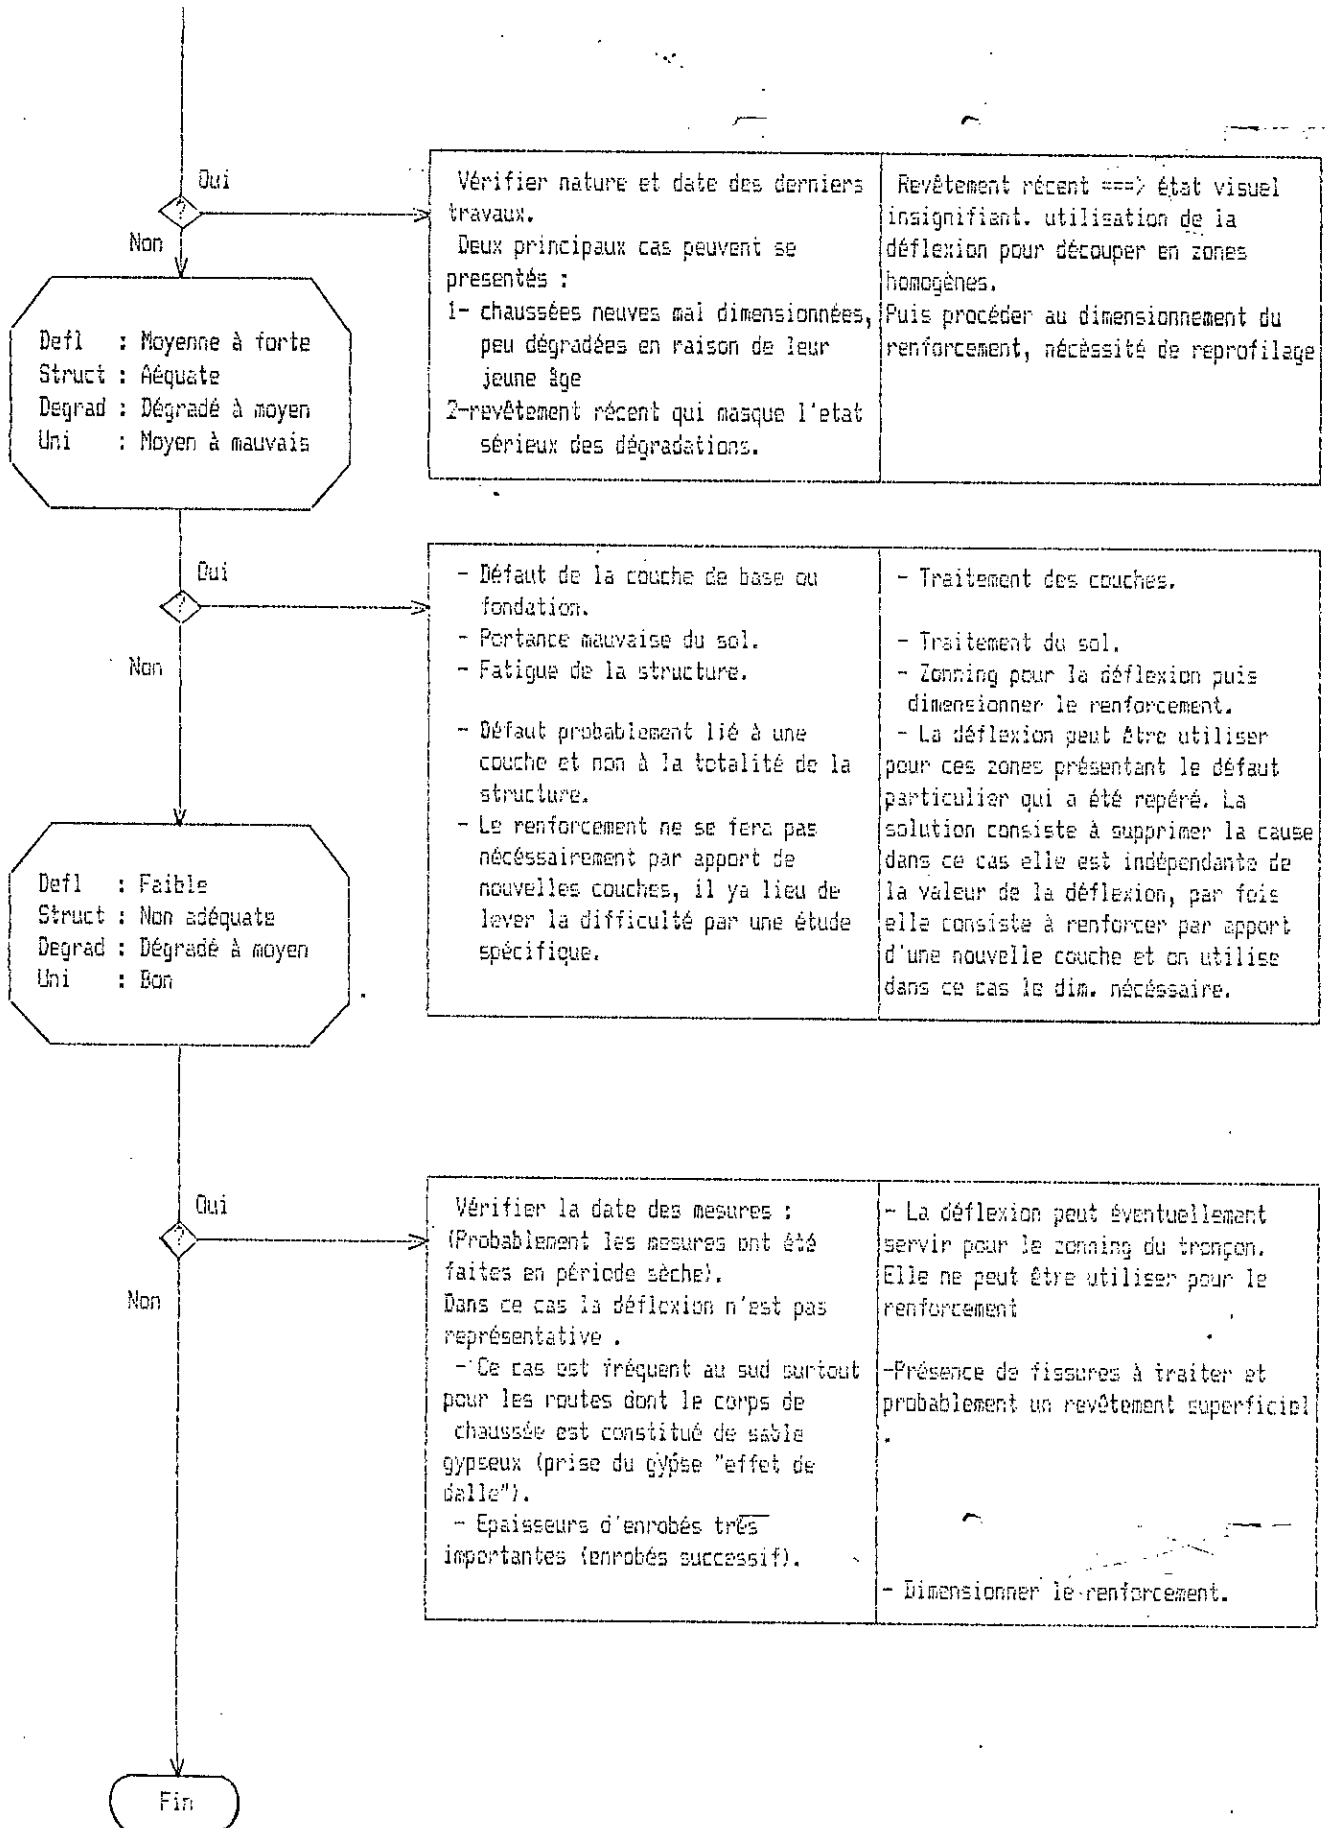 Oui
?
Non
Vérifier nature et date des derniers
travaux.
Deux principaux cas peuvent se
presentés :
1- chaussées neuves mal dimensionnées,
peu dégradées en raison de leur
jeune âge
2-revêtement récent qui masque l'etat
sérieux des dégradations.
Revêtement récent ===> état visuel
insignifiant. utilisation de la
déflexion pour découper en zones
homogènes.
Puis procéder au dimensionnement du
renforcement, nécèssité de reprofilage
Defl : Moyenne à forte
Struct : Aéquate
Degrad : Dégradé à moyen
Uni : Moyen à mauvais
Oui
?
Non
- Défaut de la couche de base ou
fondation.
- Portance mauvaise du sol.
- Fatigue de la structure.
- Défaut probablement lié à une
couche et non à la totalité de la
structure.
- Le renforcement ne se fera pas
nécéssairement par apport de
nouvelles couches, il ya lieu de
lever la difficulté par une étude
spécifique.
- Traitement des couches.
- Traitement du sol.
- Zonning pour la déflexion puis
dimensionner le renforcement.
- La déflexion peut être utiliser
pour ces zones présentant le défaut
particulier qui a été repéré. La
solution consiste à supprimer la cause
dans ce cas elle est indépendante de
la valeur de la déflexion, par fois
elle consiste à renforcer par apport
d'une nouvelle couche et on utilise
dans ce cas le dim. nécéssaire.
Defl : Faible
Struct : Non adéquate
Degrad : Dégradé à moyen
Uni : Bon
Oui
?
Non
Vérifier la date des mesures :
(Probablement les mesures ont été
faites en période sèche).
Dans ce cas la déflexion n'est pas
représentative .
- Ce cas est fréquent au sud surtout
pour les routes dont le corps de
chaussée est constitué de sable
gypseux (prise du gypse "effet de
dalle").
- Epaisseurs d'enrobés très
importantes (enrobés successif).
- La déflexion peut éventuellement
servir pour le zonning du tronçon.
Elle ne peut être utiliser pour le
renforcement
-Présence de fissures à traiter et
probablement un revêtement superficiel
.
- Dimensionner le renforcement.
Fin